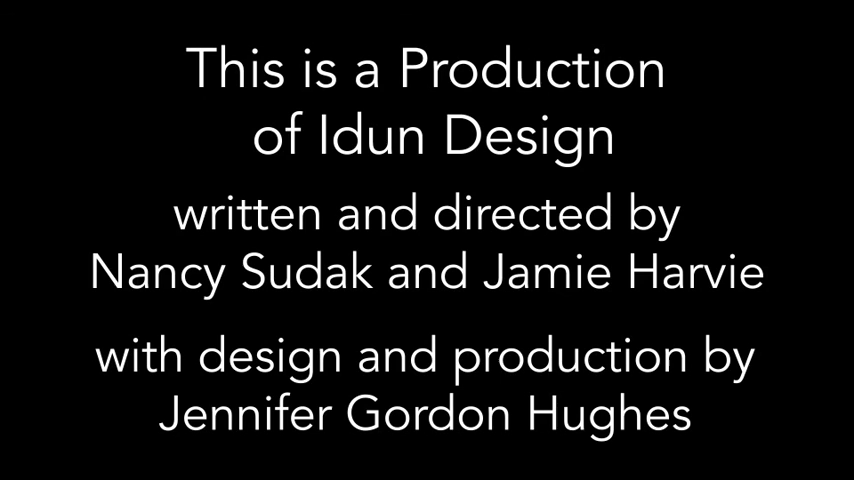 This is a Production
of Idun Design
written and directed by
Nancy Sudak and Jamie Harvie
with design and production by
Jennifer Gordon Hughes